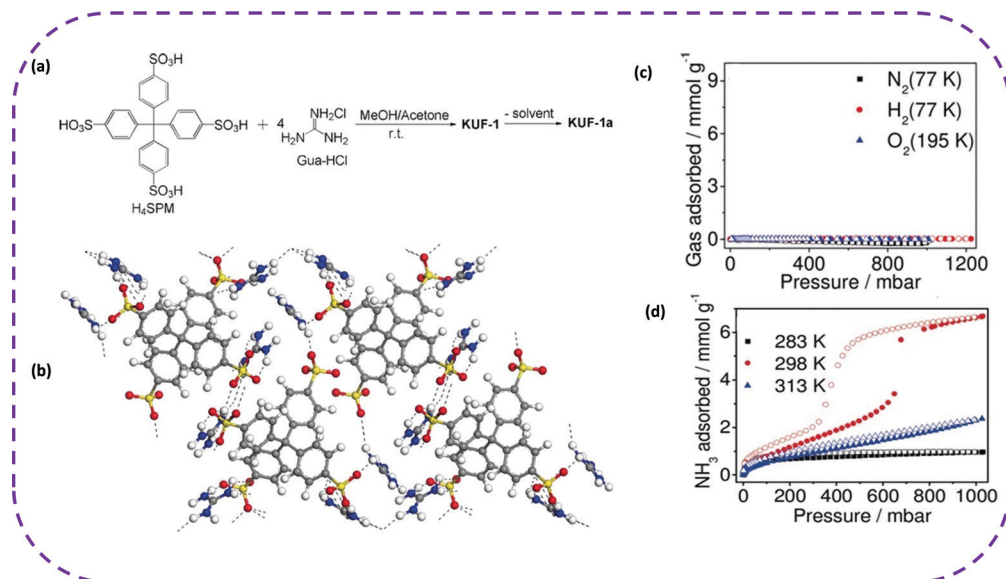 (a)
SO₃H
HO₃S
SO₃H
SO₃H
H₄SPM
+ 4
NH₂Cl
H₂N NH₂
Gua-HCl
MeOH/Acetone
r.t.
KUF-1
- solvent
KUF-1a
(b)
(c)
Gas adsorbed / mmol g⁻¹
9
6
3
0
N₂(77 K)
H₂(77 K)
O₂(195 K)
0 400 800 1200
Pressure / mbar
(d)
NH₃ adsorbed / mmol g⁻¹
6
4
2
0
283 K
298 K
313 K
0 200 400 600 800 1000
Pressure / mbar